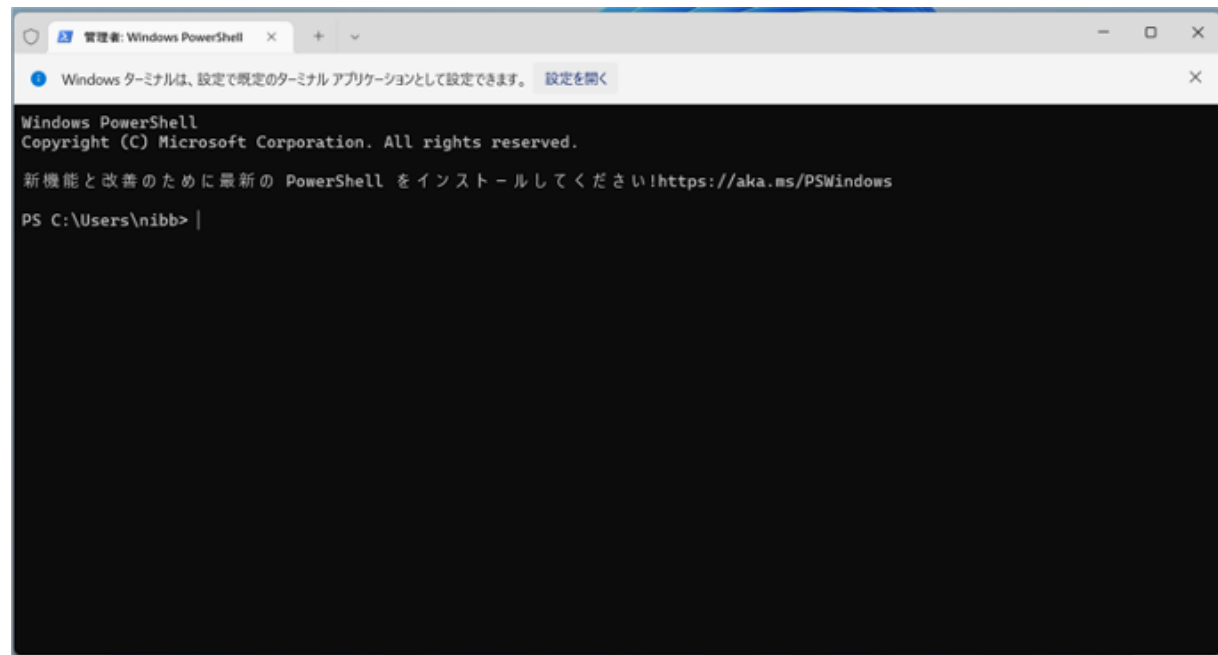 管理者: Windows PowerShell
Windows ターミナルは、設定で既定のターミナル アプリケーションとして設定できます。 設定を開く
Windows PowerShell
Copyright (C) Microsoft Corporation. All rights reserved.
新機能と改善のために最新の PowerShell をインストールしてください!https://aka.ms/PSWindows
PS C:\Users\nibb>